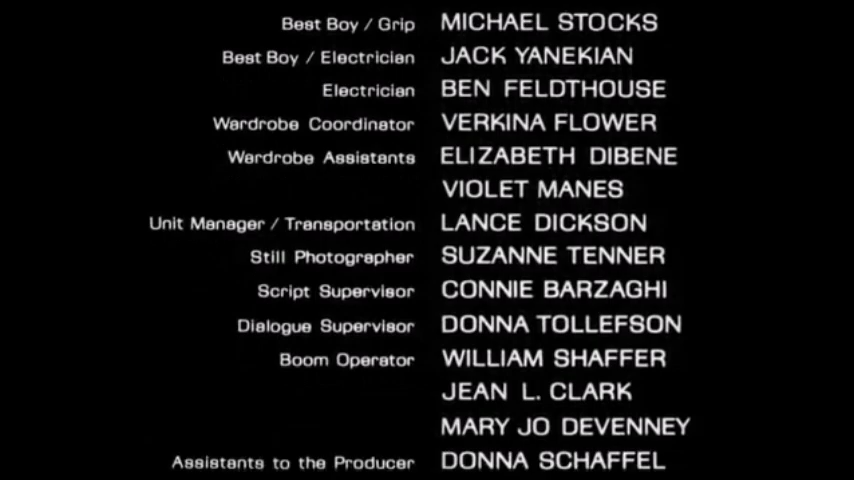 Best Boy / Grip MICHAEL STOCKS
Best Boy / Electrician JACK YANEKIAN
Electrician BEN FELDTHOUSE
Wardrobe Coordinator VERKINA FLOWER
Wardrobe Assistants ELIZABETH DIBENE
VIOLET MANES
Unit Manager / Transportation LANCE DICKSON
Still Photographer SUZANNE TENNER
Script Supervisor CONNIE BARZAGHI
Dialogue Supervisor DONNA TOLLEFSON
Boom Operator WILLIAM SHAFFER
JEAN L. CLARK
MARY JO DEVENNEY
Assistants to the Producer DONNA SCHAFFEL